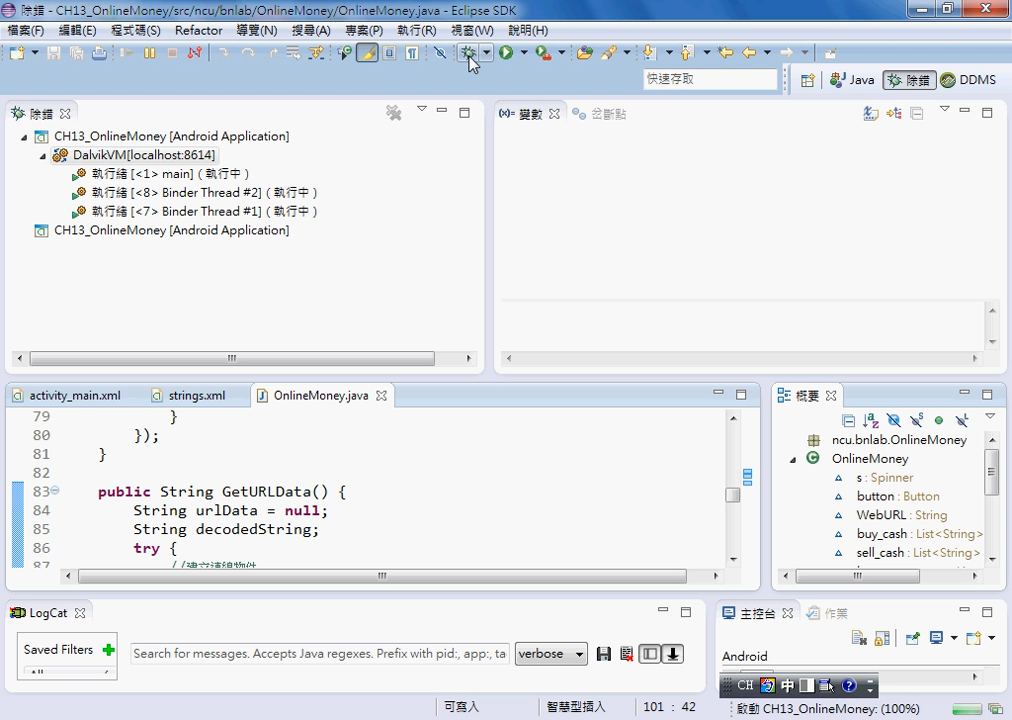 除錯 - CH13_OnlineMoney/src/ncu/bnlab/OnlineMoney/OnlineMoney.java - Eclipse SDK
檔案(F) 編輯(E) 程式碼(S) Refactor 導覽(N) 搜尋(A) 專案(P) 執行(R) 視窗(W) 說明(H)
快速存取 Java 除錯 DDMS
除錯
CH13_OnlineMoney [Android Application]
DalvikVM[localhost:8614]
執行緒 [<1> main] ( 執行中 )
執行緒 [<8> Binder Thread #2] ( 執行中 )
執行緒 [<7> Binder Thread #1] ( 執行中 )
CH13_OnlineMoney [Android Application]
(x)= 變數 岔斷點
activity_main.xml strings.xml OnlineMoney.java
79 }
80 });
81 }
82
83 public String GetURLData() {
84 String urlData = null;
85 String decodedString;
86 try {
87 //建立連線物件
概要
ncu.bnlab.OnlineMoney
OnlineMoney
s : Spinner
button : Button
WebURL : String
buy_cash : List<String>
sell_cash : List<String>
LogCat
Saved Filters
Search for messages. Accepts Java regexes. Prefix with pid:, app:, ta
verbose
主控台 作業
Android
CH 中
可寫入 智慧型插入 101 : 42 啟動 CH13_OnlineMoney: (100%)